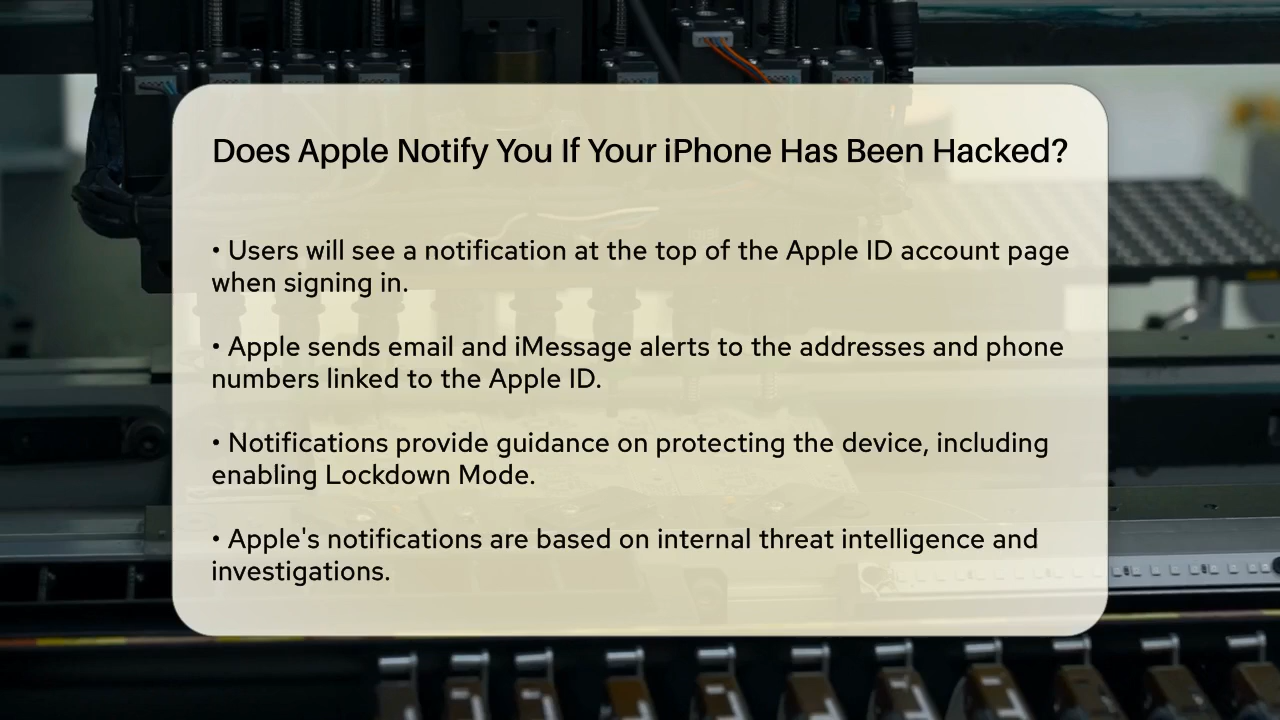 Does Apple Notify You If Your iPhone Has Been Hacked?
• Users will see a notification at the top of the Apple ID account page
when signing in.
• Apple sends email and iMessage alerts to the addresses and phone
numbers linked to the Apple ID.
• Notifications provide guidance on protecting the device, including
enabling Lockdown Mode.
• Apple's notifications are based on internal threat intelligence and
investigations.